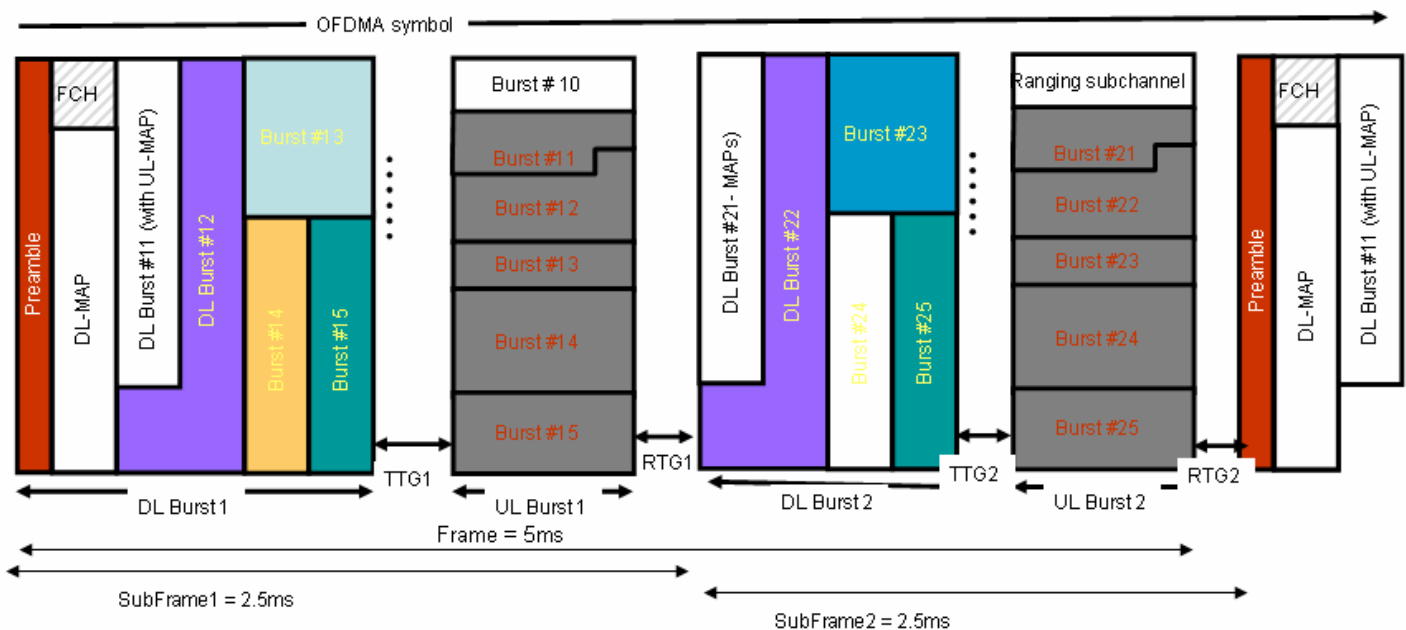 OFDMA symbol
Preamble
FCH
DL-MAP
DL Burst #11 (with UL-MAP)
DL Burst #12
Burst #13
Burst #14
Burst #15
Burst # 10
Burst #11
Burst #12
Burst #13
Burst #14
Burst #15
DL Burst #21- MAPs)
DL Burst #22
Burst #23
Burst #24
Burst #25
Ranging subchannel
Burst #21
Burst #22
Burst #23
Burst #24
Burst #25
Preamble
FCH
DL-MAP
DL Burst #11 (with UL-MAP)
TTG1
RTG1
TTG2
RTG2
DL Burst 1
UL Burst 1
DL Burst 2
UL Burst 2
Frame = 5ms
SubFrame1 = 2.5ms
SubFrame2 = 2.5ms